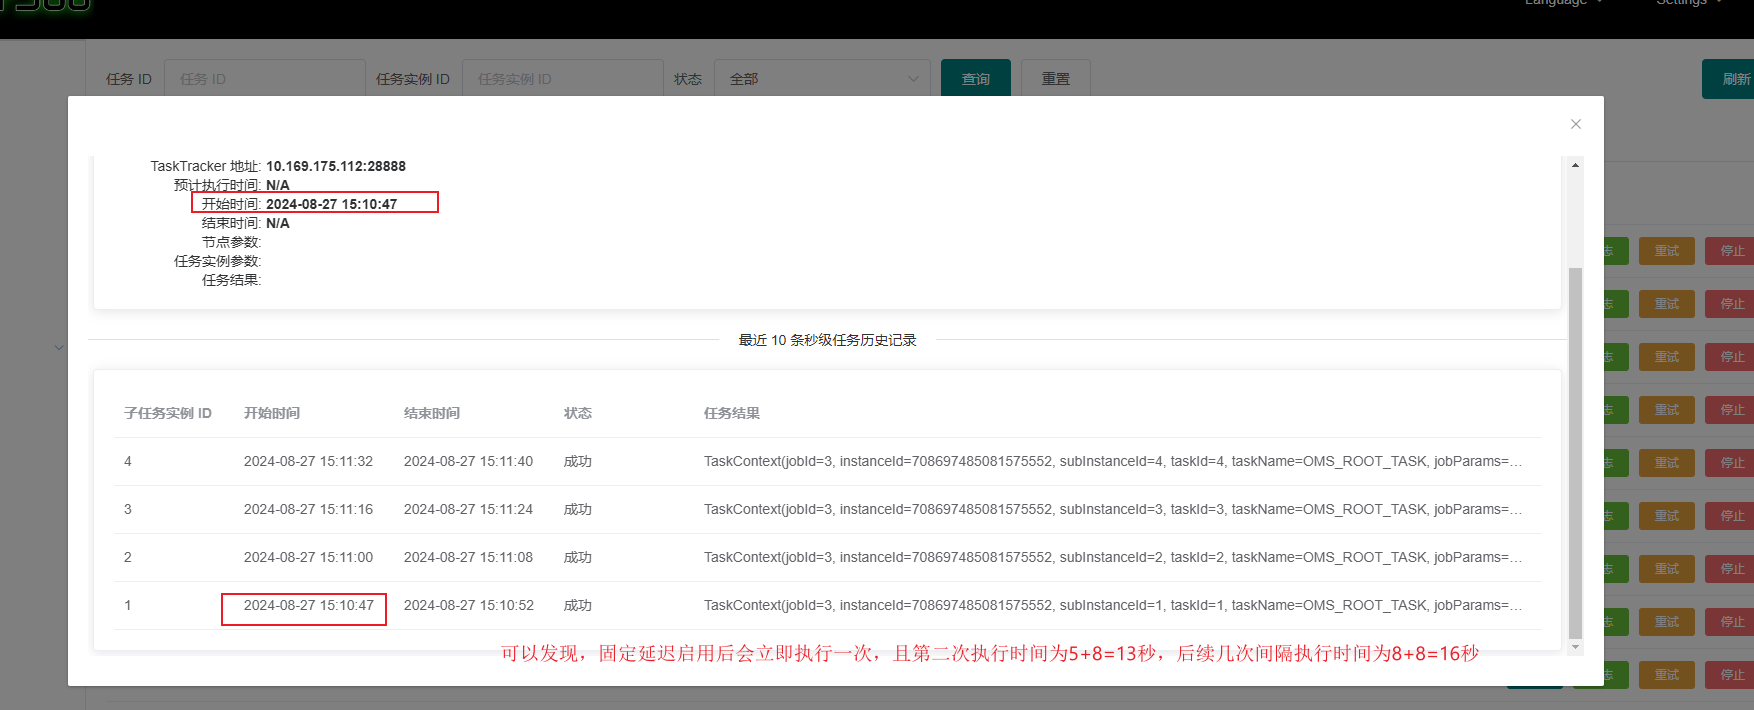 Language
Settings
任务 ID 任务 ID 任务实例 ID 任务实例 ID 状态 全部 查询 重置 刷新
TaskTracker 地址: 10.169.175.112:28888
预计执行时间: N/A
开始时间: 2024-08-27 15:10:47
结束时间: N/A
节点参数:
任务实例参数:
任务结果:
最近 10 条秒级任务历史记录
子任务实例 ID 开始时间 结束时间 状态 任务结果
4 2024-08-27 15:11:32 2024-08-27 15:11:40 成功 TaskContext(jobId=3, instanceId=708697485081575552, subInstanceId=4, taskId=4, taskName=OMS_ROOT_TASK, jobParams=…
3 2024-08-27 15:11:16 2024-08-27 15:11:24 成功 TaskContext(jobId=3, instanceId=708697485081575552, subInstanceId=3, taskId=3, taskName=OMS_ROOT_TASK, jobParams=…
2 2024-08-27 15:11:00 2024-08-27 15:11:08 成功 TaskContext(jobId=3, instanceId=708697485081575552, subInstanceId=2, taskId=2, taskName=OMS_ROOT_TASK, jobParams=…
1 2024-08-27 15:10:47 2024-08-27 15:10:52 成功 TaskContext(jobId=3, instanceId=708697485081575552, subInstanceId=1, taskId=1, taskName=OMS_ROOT_TASK, jobParams=…
可以发现，固定延迟启用后会立即执行一次，且第二次执行时间为5+8=13秒，后续几次间隔执行时间为8+8=16秒
志 重试 停止
志 重试 停止
志 重试 停止
志 重试 停止
志 重试 停止
志 重试 停止
志 重试 停止
志 重试 停止
志 重试 停止